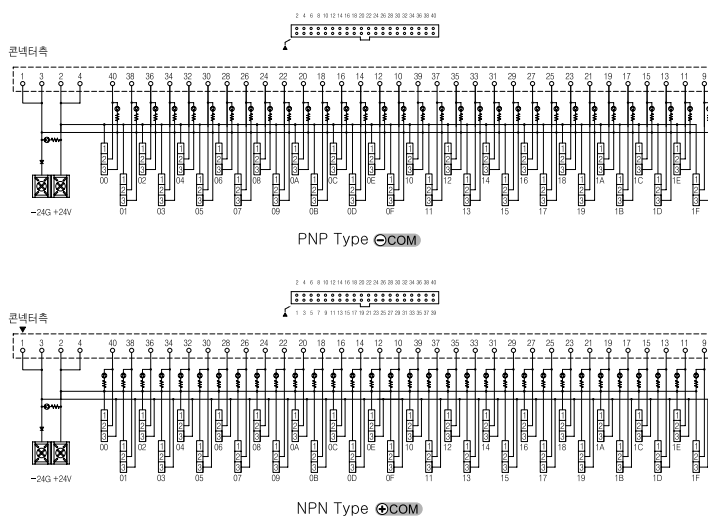 2 4 6 8 10 12 14 16 18 20 22 24 26 28 30 32 34 36 38 40
콘넥터측
1 3 2 4 40 38 36 34 32 30 28 26 24 22 20 18 16 14 12 10 39 37 35 33 31 29 27 25 23 21 19 17 15 13 11 9
1 2 3
00 02 04 06 08 0A 0C 0E 10 12 14 16 18 1A 1C 1E
01 03 05 07 09 0B 0D 0F 11 13 15 17 19 1B 1D 1F
−24G +24V
PNP Type ⊖COM
2 4 6 8 10 12 14 16 18 20 22 24 26 28 30 32 34 36 38 40
1 3 5 7 9 11 13 15 17 19 21 23 25 27 29 31 33 35 37 39
콘넥터측
1 3 2 4 40 38 36 34 32 30 28 26 24 22 20 18 16 14 12 10 39 37 35 33 31 29 27 25 23 21 19 17 15 13 11 9
1 2 3
00 02 04 06 08 0A 0C 0E 10 12 14 16 18 1A 1C 1E
01 03 05 07 09 0B 0D 0F 11 13 15 17 19 1B 1D 1F
−24G +24V
NPN Type ⊕COM